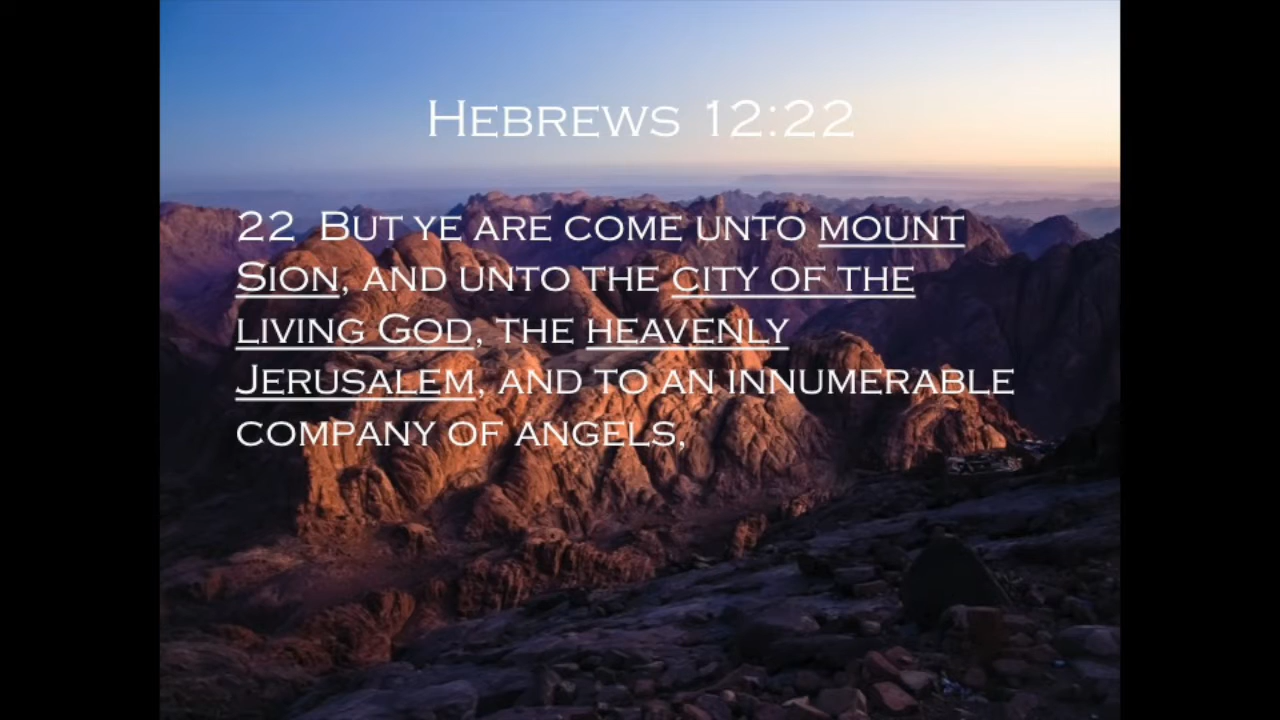 Hebrews 12:22
22 But ye are come unto mount
Sion, and unto the city of the
living God, the heavenly
Jerusalem, and to an innumerable
company of angels,